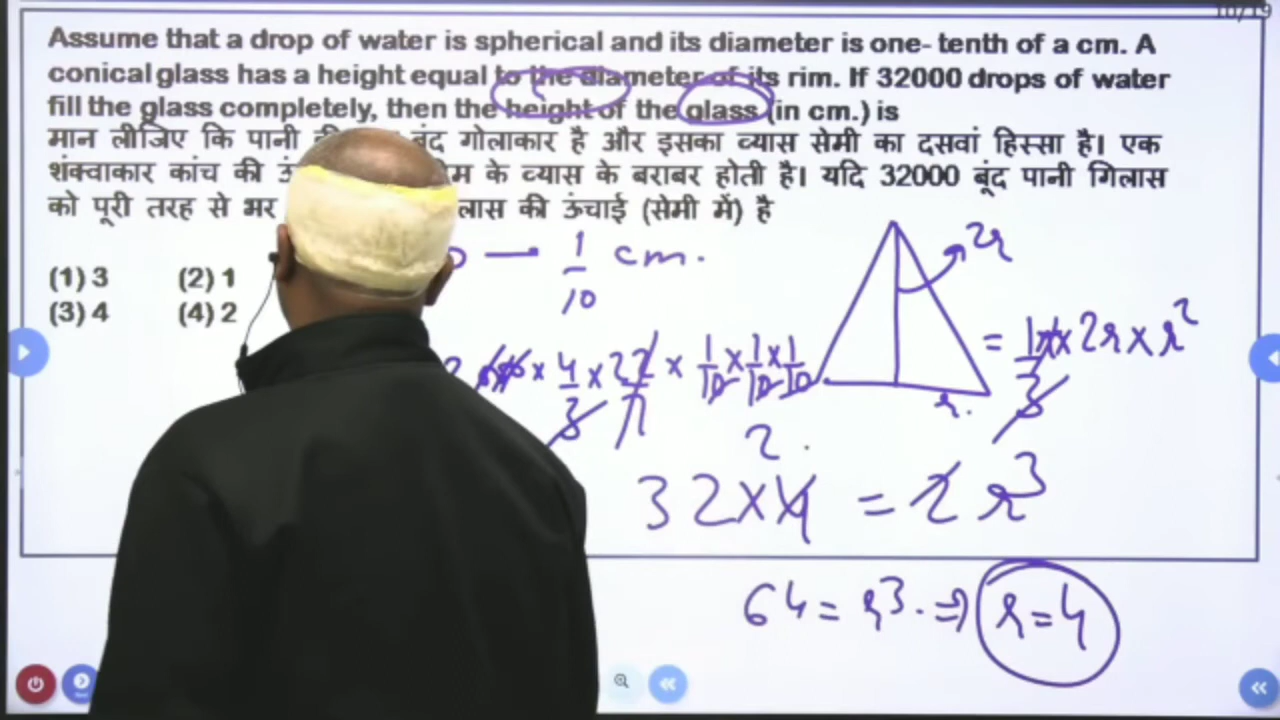 10/19
Assume that a drop of water is spherical and its diameter is one- tenth of a cm. A
conical glass has a height equal to the diameter of its rim. If 32000 drops of water
fill the glass completely, then the height of the glass (in cm.) is
मान लीजिए कि पानी बूंद गोलाकार है और इसका व्यास सेमी का दसवां हिस्सा है। एक
शंक्वाकार कांच की के व्यास के बराबर होती है। यदि 32000 बूंद पानी गिलास
को पूरी तरह से भर की ऊंचाई (सेमी में) है
(1) 3 (2) 1
(3) 4 (4) 2
— 1/10 cm.
2r
× 4/3 × 22/7 × 1/10 × 1/10 × 1/10
= 1/3 π × 2r × r²
r.
2
32 × 4 = 2 r³
64 = r³ . ⇒ r = 4